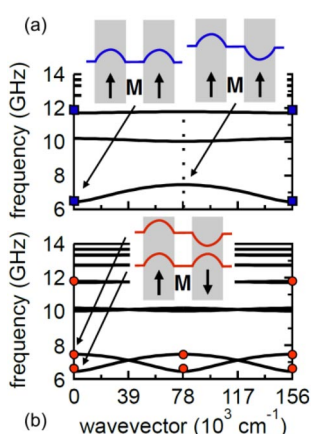 (a)
M
frequency (GHz)
14
12
10
8
6
M
frequency (GHz)
14
12
10
8
6
0 39 78 117 156
(b)
wavevector (10³ cm⁻¹)